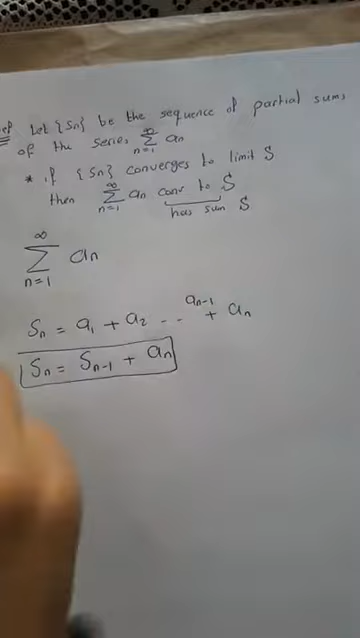 Def Let {Sn} be the sequence of partial sums
of the series ∞∑n=1 an
* if {Sn} converges to limit S
then ∞∑n=1 an conv to S
has sum S
∞∑n=1 an
Sn = a1 + a2 ... an-1 + an
Sn = Sn-1 + an